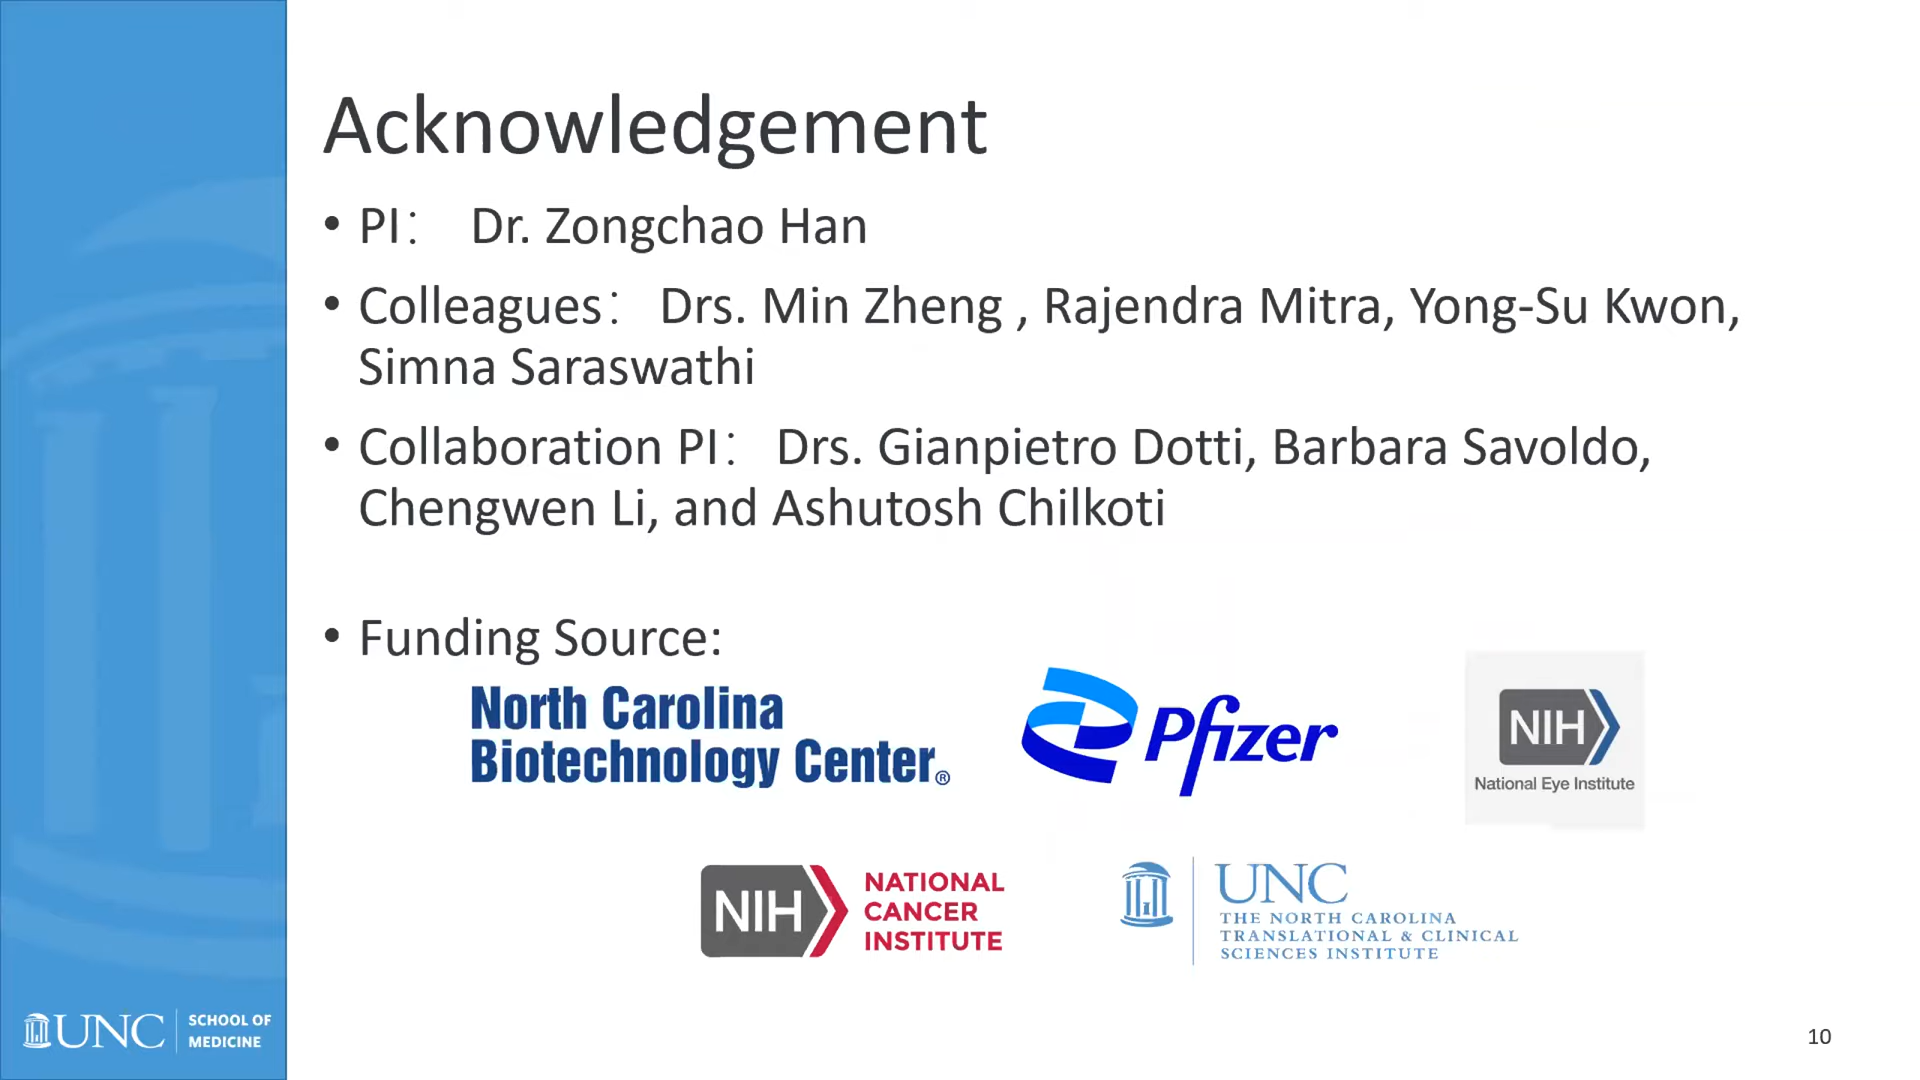 Acknowledgement
• PI： Dr. Zongchao Han
• Colleagues： Drs. Min Zheng , Rajendra Mitra, Yong-Su Kwon,
Simna Saraswathi
• Collaboration PI： Drs. Gianpietro Dotti, Barbara Savoldo,
Chengwen Li, and Ashutosh Chilkoti
• Funding Source:
North Carolina
Biotechnology Center®
Pfizer
NIH
National Eye Institute
NIH
NATIONAL
CANCER
INSTITUTE
UNC
THE NORTH CAROLINA
TRANSLATIONAL & CLINICAL
SCIENCES INSTITUTE
UNC
SCHOOL OF
MEDICINE
10